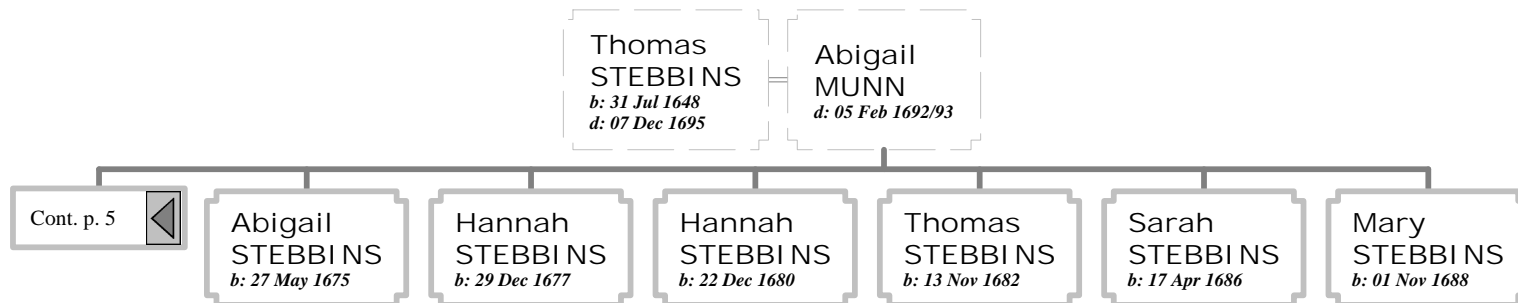 Thomas
STEBBINS
b: 31 Jul 1648
d: 07 Dec 1695
Abigail
MUNN
d: 05 Feb 1692/93
Cont. p. 5
Abigail
STEBBINS
b: 27 May 1675
Hannah
STEBBINS
b: 29 Dec 1677
Hannah
STEBBINS
b: 22 Dec 1680
Thomas
STEBBINS
b: 13 Nov 1682
Sarah
STEBBINS
b: 17 Apr 1686
Mary
STEBBINS
b: 01 Nov 1688